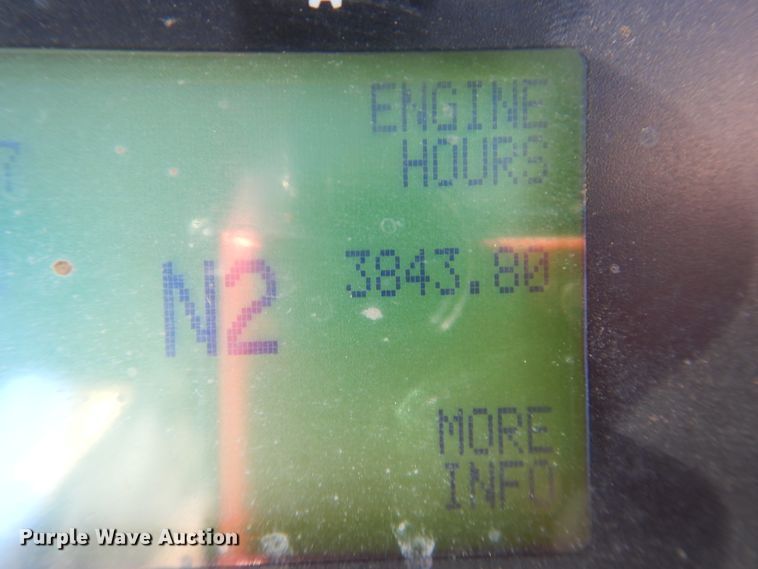 ENGINE
HOURS
3843.80
N2
MORE
INFO
Purple Wave Auction